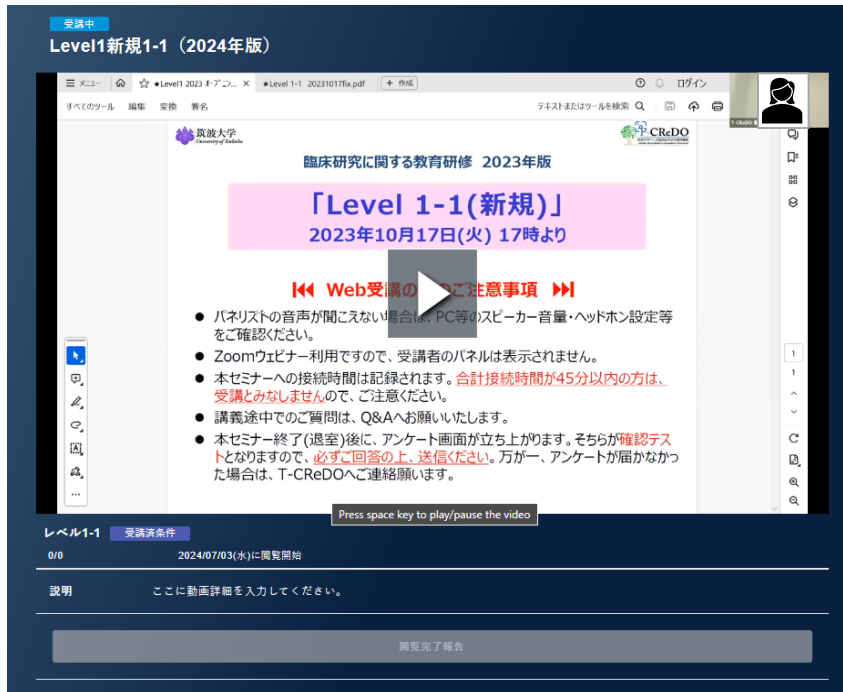 受講中
Level1新規1-1（2024年版）
メニュー
★Level1 2023 オープニン... ×
★Level 1-1 20231017fix.pdf
+ 作成
ログイン
すべてのツール 編集 変換 署名
テキストまたはツールを検索
T-CReDO
筑波大学
University of Tsukuba
T-CReDO
臨床研究に関する教育研修 2023年版
「Level 1-1(新規)」
2023年10月17日(火) 17時より
Web受講の ご注意事項
● パネリストの音声が聞こえない場合は、PC等のスピーカー音量・ヘッドホン設定等
をご確認ください。
● Zoomウェビナー利用ですので、受講者のパネルは表示されません。
● 本セミナーへの接続時間は記録されます。合計接続時間が45分以内の方は、
受講とみなしませんので、ご注意ください。
● 講義途中でのご質問は、Q&Aへお願いいたします。
● 本セミナー終了(退室)後に、アンケート画面が立ち上がります。そちらが確認テス
トとなりますので、必ずご回答の上、送信ください。万が一、アンケートが届かなかっ
た場合は、T-CReDOへご連絡願います。
1
1
Press space key to play/pause the video
レベル1-1 受講済条件
0/0 2024/07/03(水)に閲覧開始
説明 ここに動画詳細を入力してください。
閲覧完了報告